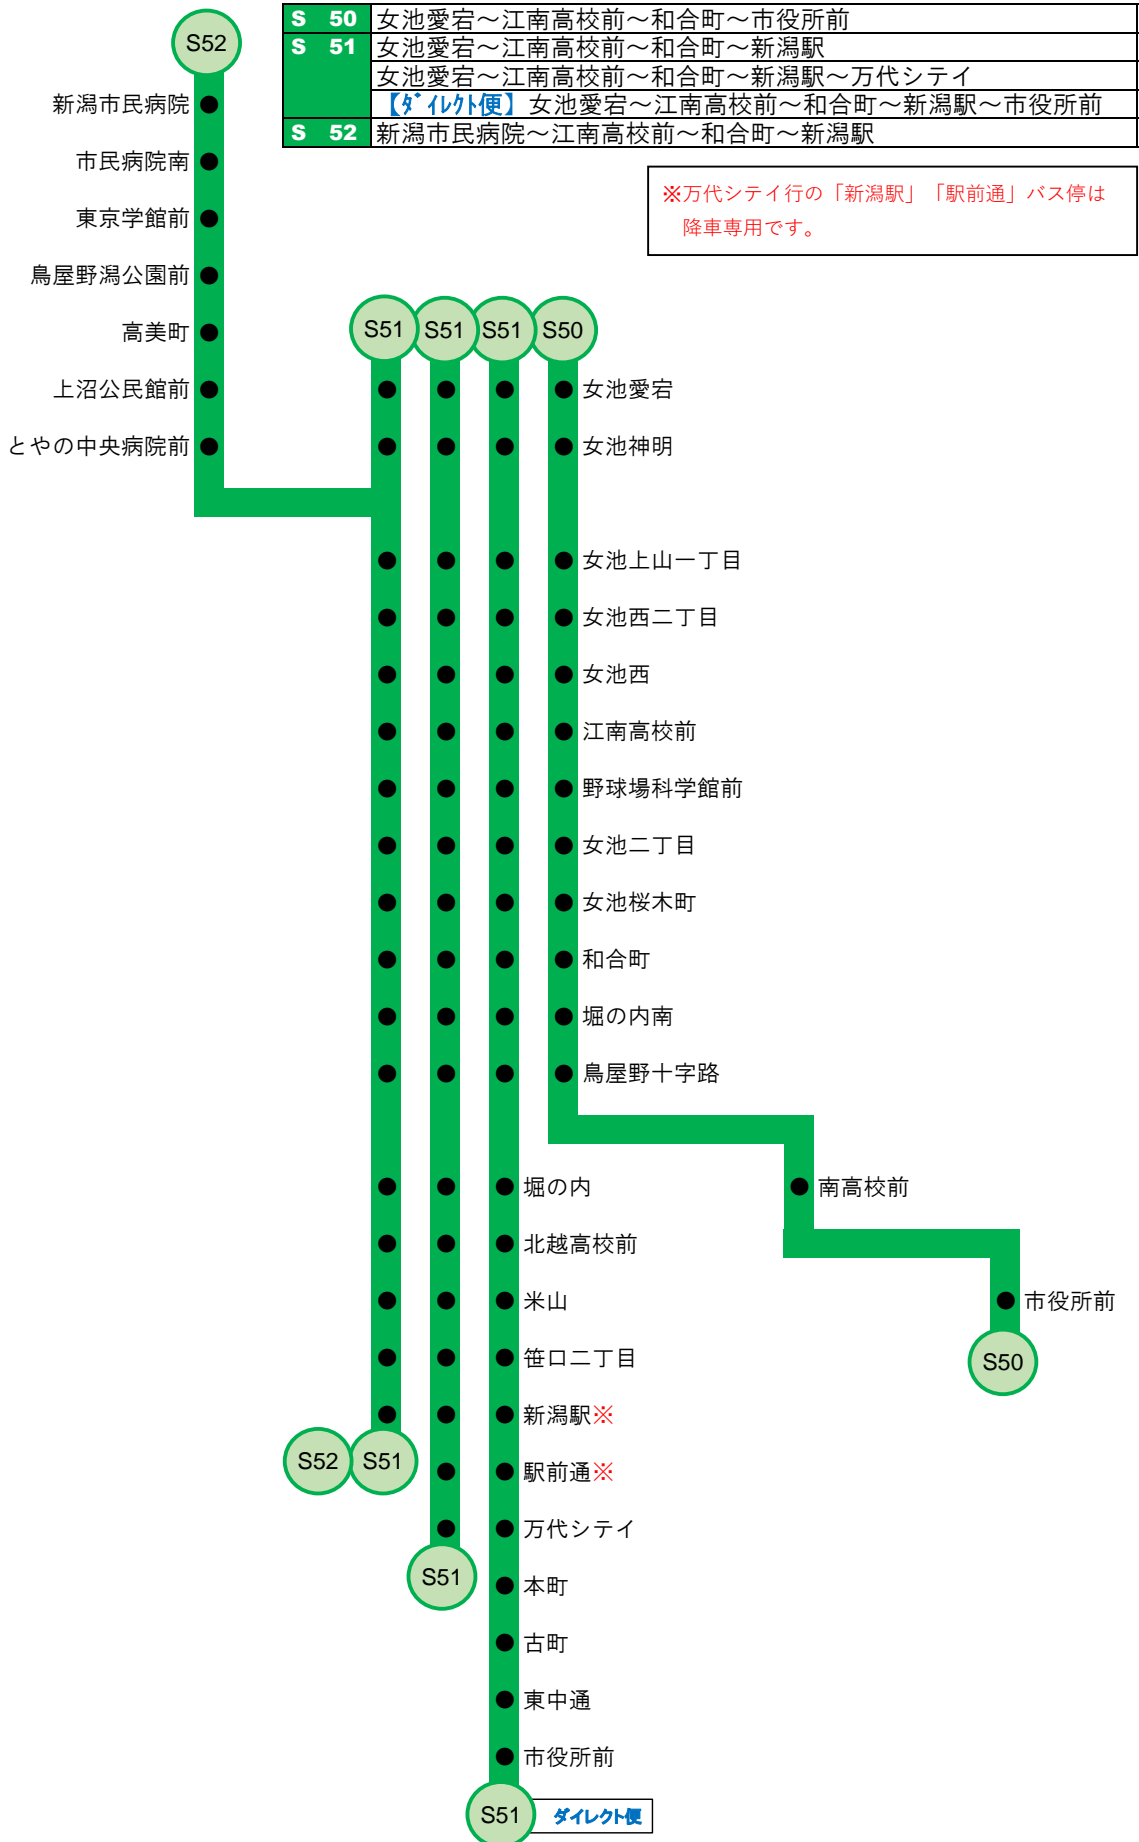 S 50 女池愛宕～江南高校前～和合町～市役所前
S 51 女池愛宕～江南高校前～和合町～新潟駅
女池愛宕～江南高校前～和合町～新潟駅～万代シテイ
【ﾀﾞｲﾚｸﾄ便】女池愛宕～江南高校前～和合町～新潟駅～市役所前
S 52 新潟市民病院～江南高校前～和合町～新潟駅
※万代シテイ行の「新潟駅」「駅前通」バス停は
降車専用です。
S52
新潟市民病院
市民病院南
東京学館前
鳥屋野潟公園前
高美町
上沼公民館前
とやの中央病院前
S51 S51 S51 S50
女池愛宕
女池神明
女池上山一丁目
女池西二丁目
女池西
江南高校前
野球場科学館前
女池二丁目
女池桜木町
和合町
堀の内南
鳥屋野十字路
堀の内
南高校前
北越高校前
米山
市役所前
笹口二丁目
S50
新潟駅※
S52 S51
駅前通※
万代シテイ
S51
本町
古町
東中通
市役所前
S51 ダイレクト便